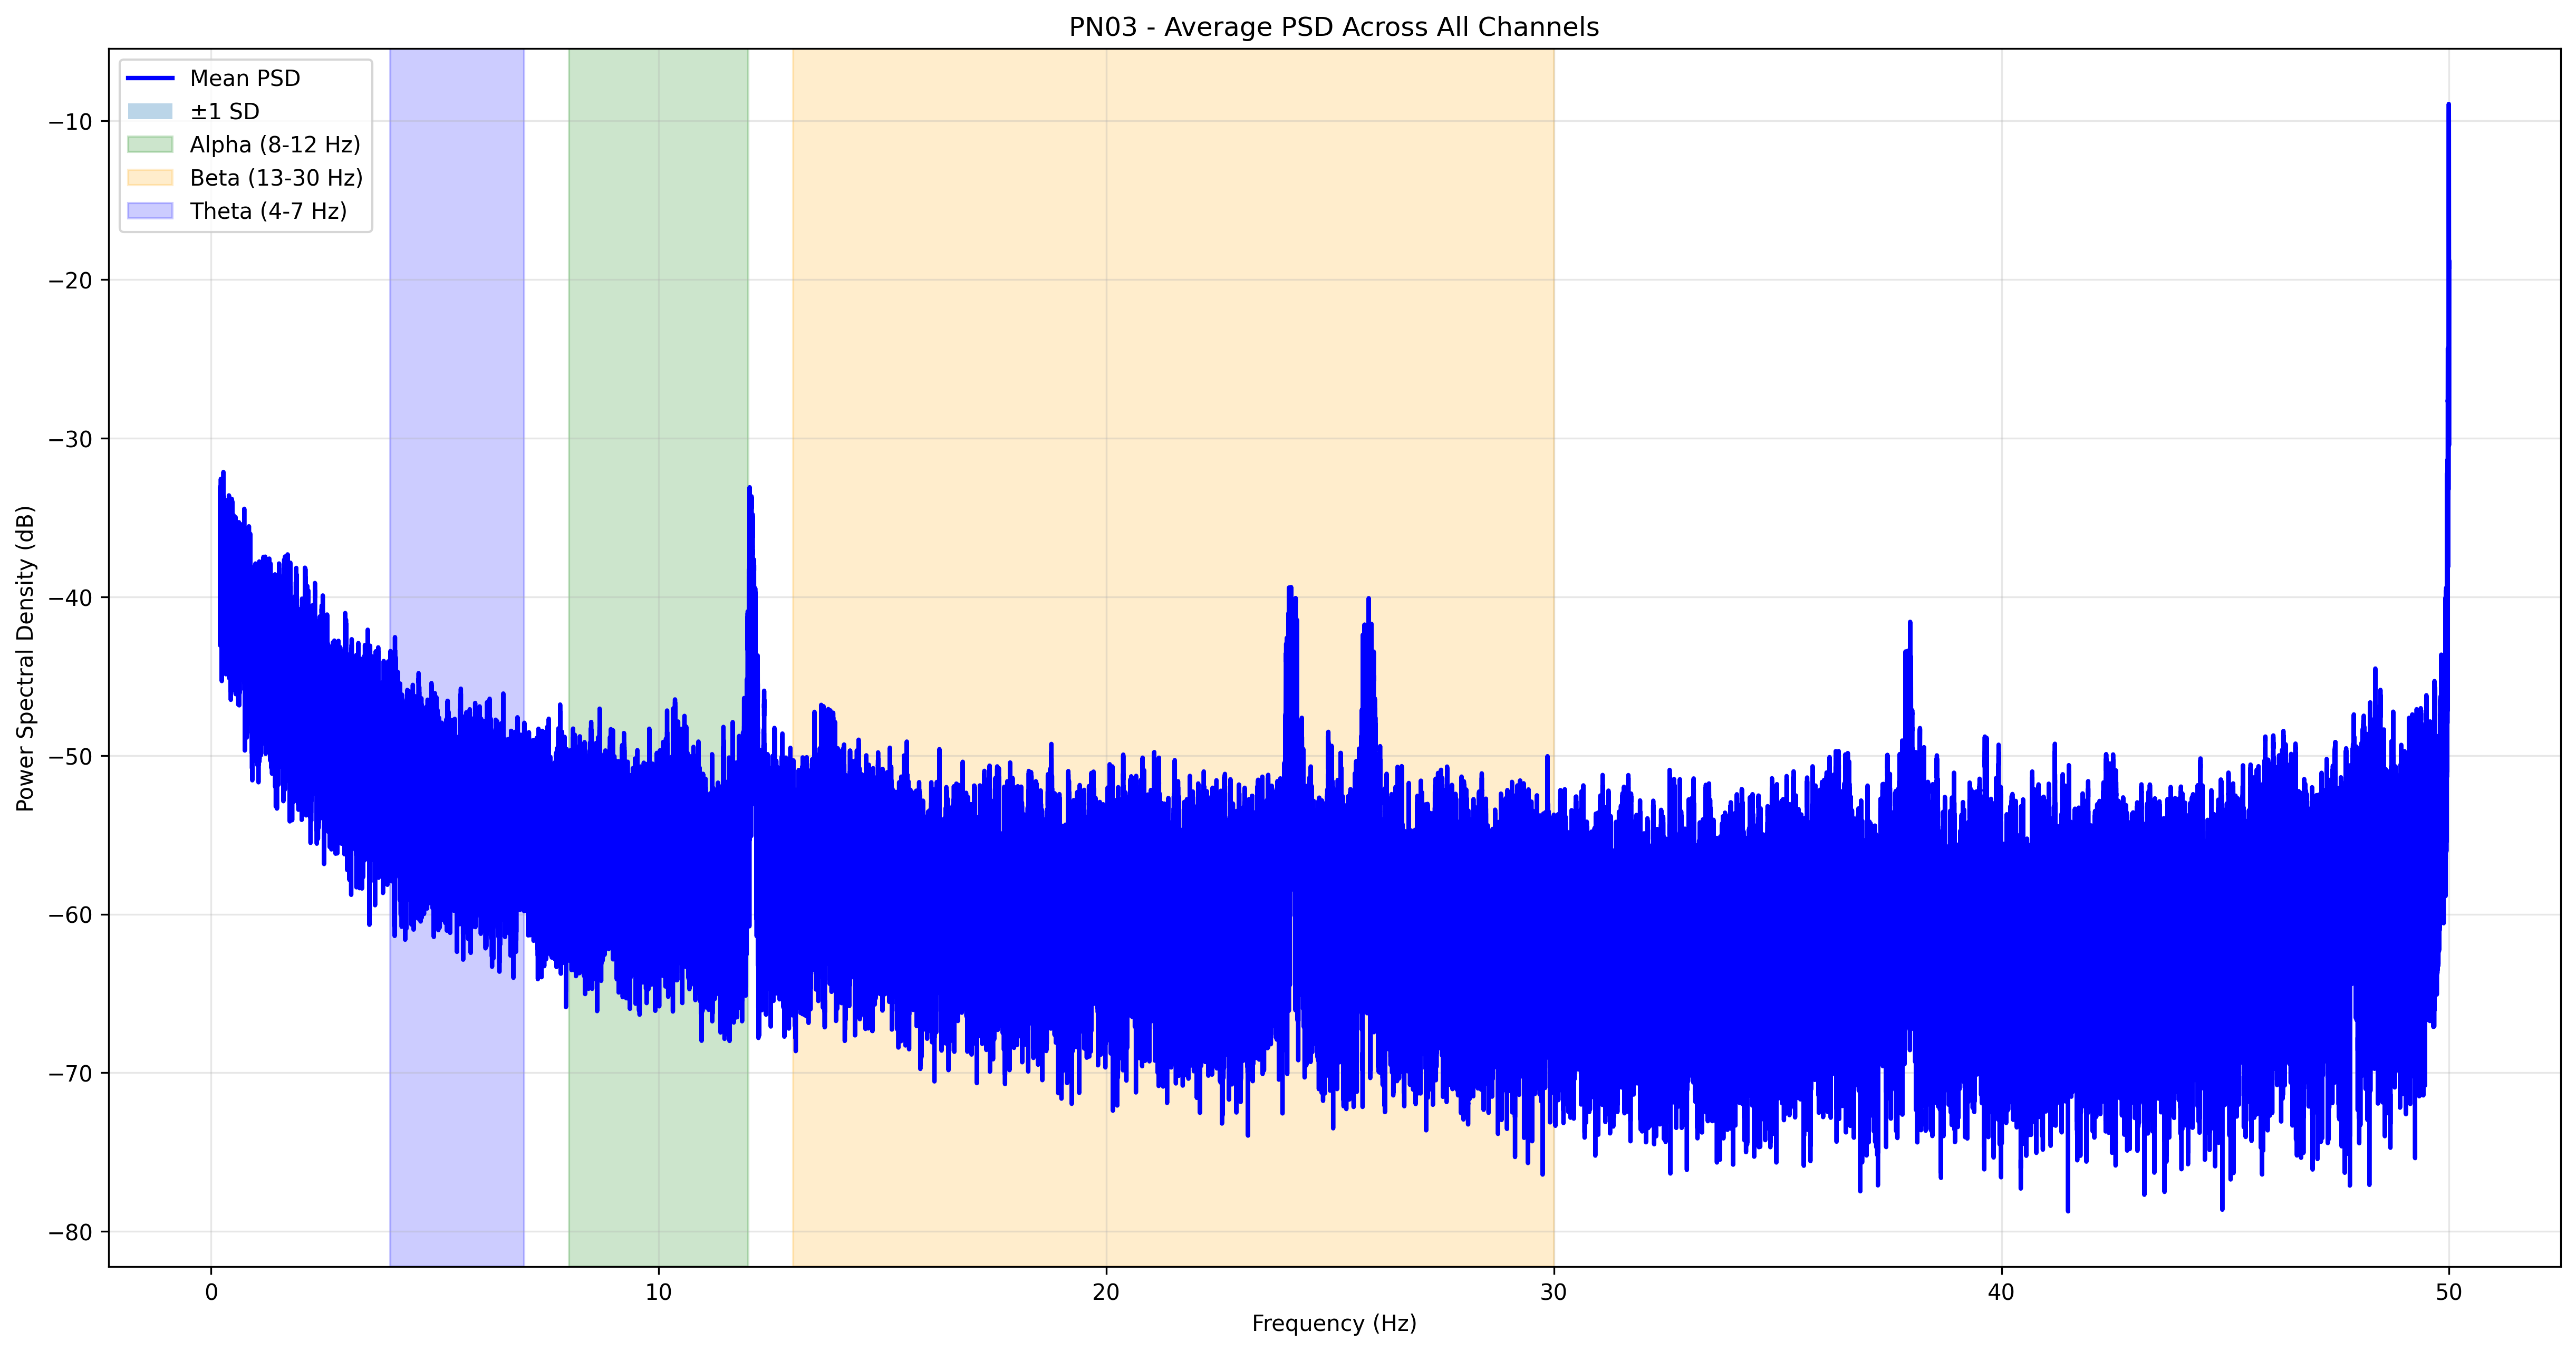 PN03 - Average PSD Across All Channels
Mean PSD
±1 SD
Alpha (8-12 Hz)
Beta (13-30 Hz)
Theta (4-7 Hz)
Power Spectral Density (dB)
−10
−20
−30
−40
−50
−60
−70
−80
0 10 20 30 40 50
Frequency (Hz)